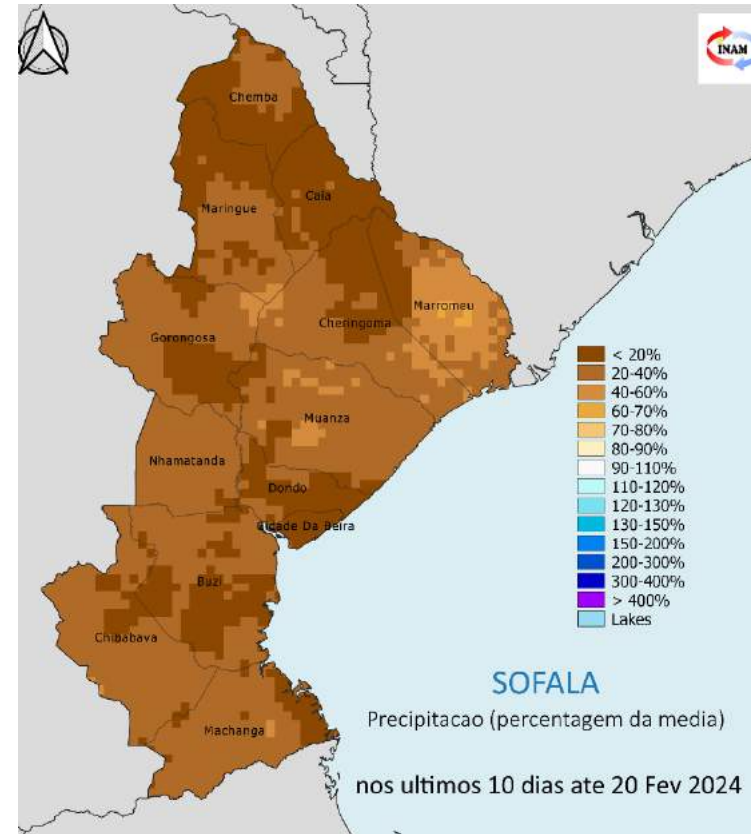 INAM
Chemba
Caia
Maringue
Marromeu
Cheringoma
Gorongosa
Muanza
Nhamatanda
Dondo
Cidade Da Beira
Buzi
Chibabava
Machanga
< 20%
20-40%
40-60%
60-70%
70-80%
80-90%
90-110%
110-120%
120-130%
130-150%
150-200%
200-300%
300-400%
> 400%
Lakes
SOFALA
Precipitacao (percentagem da media)
nos ultimos 10 dias ate 20 Fev 2024